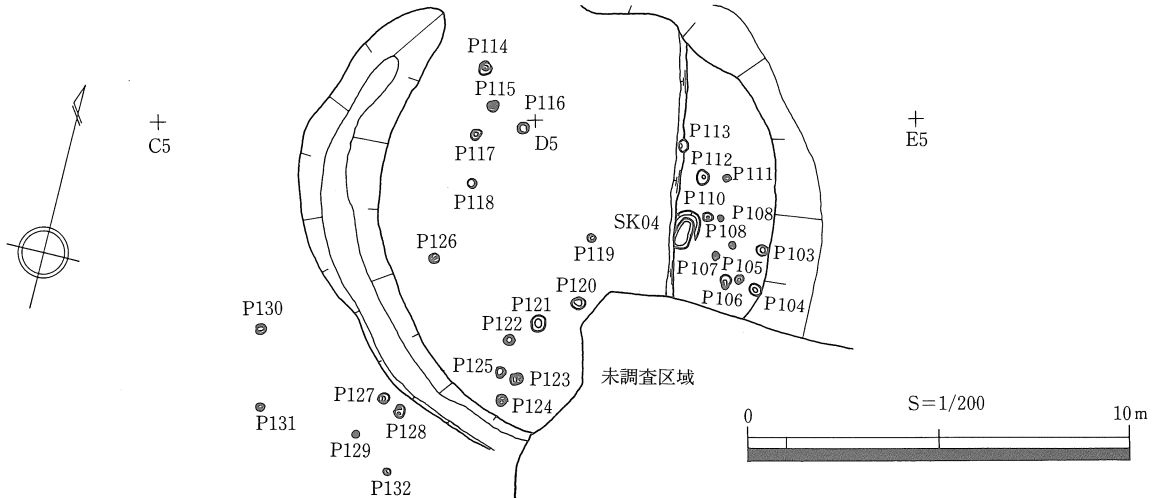 P114
P115
P116
D5
P117
P118
C5
E5
P113
P112
P111
P110
P108
SK04
P108
P103
P107
P105
P106
P104
P126
P119
P120
P121
P122
P125
P123
P124
P130
P131
P127
P128
P129
P132
未調査区域
S=1/200
0
10m